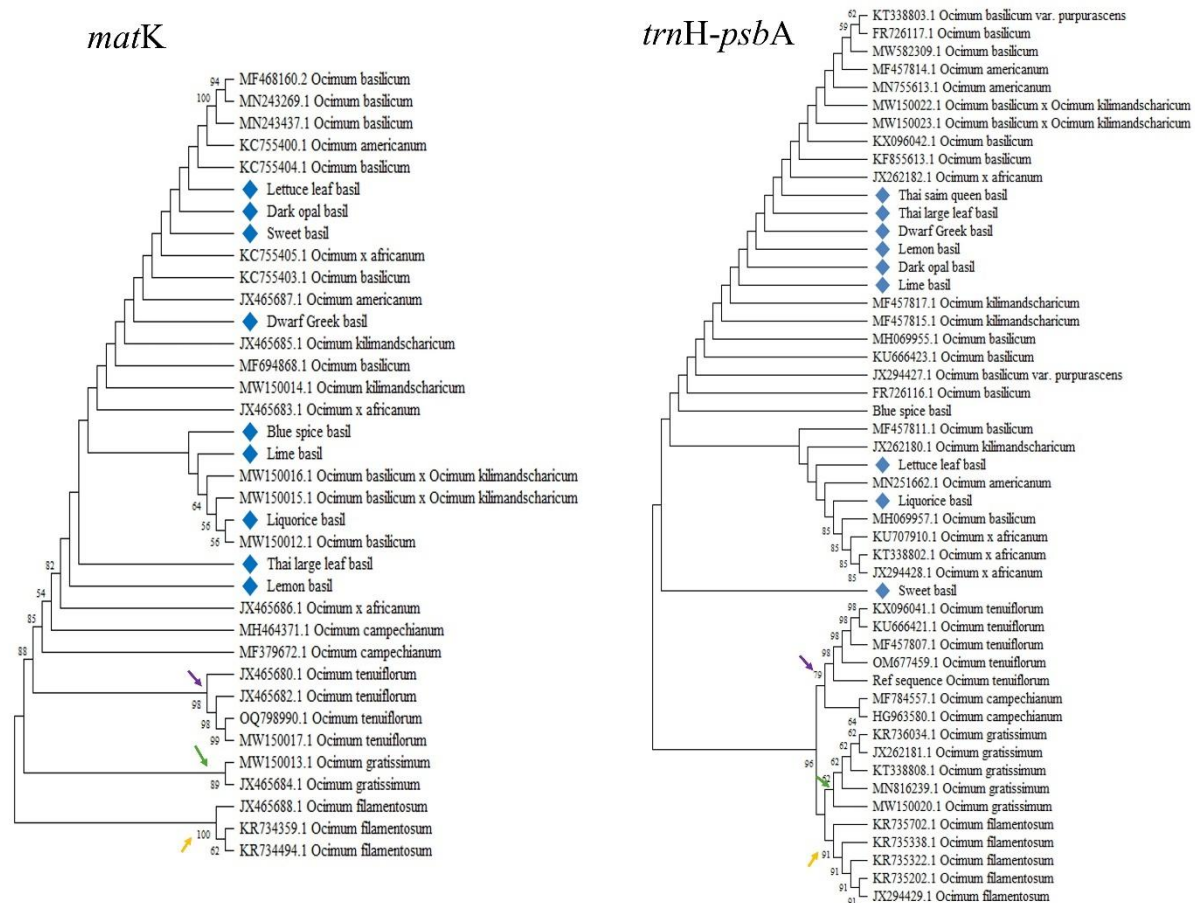 matK
94
MF468160.2 Ocimum basilicum
100
MN243269.1 Ocimum basilicum
MN243437.1 Ocimum basilicum
KC755400.1 Ocimum americanum
KC755404.1 Ocimum basilicum
Lettuce leaf basil
Dark opal basil
Sweet basil
KC755405.1 Ocimum x africanum
KC755403.1 Ocimum basilicum
JX465687.1 Ocimum americanum
Dwarf Greek basil
JX465685.1 Ocimum kilimandscharicum
MF694868.1 Ocimum basilicum
MW150014.1 Ocimum kilimandscharicum
JX465683.1 Ocimum x africanum
Blue spice basil
Lime basil
MW150016.1 Ocimum basilicum x Ocimum kilimandscharicum
64
MW150015.1 Ocimum basilicum x Ocimum kilimandscharicum
56
Liquorice basil
56
MW150012.1 Ocimum basilicum
Thai large leaf basil
82
Lemon basil
54
JX465686.1 Ocimum x africanum
85
MH464371.1 Ocimum campechianum
88
MF379672.1 Ocimum campechianum
JX465680.1 Ocimum tenuiflorum
98
JX465682.1 Ocimum tenuiflorum
98
OQ798990.1 Ocimum tenuiflorum
99
MW150017.1 Ocimum tenuiflorum
MW150013.1 Ocimum gratissimum
89
JX465684.1 Ocimum gratissimum
JX465688.1 Ocimum filamentosum
100
KR734359.1 Ocimum filamentosum
62
KR734494.1 Ocimum filamentosum
trnH-psbA
62
KT338803.1 Ocimum basilicum var. purpurascens
59
FR726117.1 Ocimum basilicum
MW582309.1 Ocimum basilicum
MF457814.1 Ocimum americanum
MN755613.1 Ocimum americanum
MW150022.1 Ocimum basilicum x Ocimum kilimandscharicum
MW150023.1 Ocimum basilicum x Ocimum kilimandscharicum
KX096042.1 Ocimum basilicum
KF855613.1 Ocimum basilicum
JX262182.1 Ocimum x africanum
Thai saim queen basil
Thai large leaf basil
Dwarf Greek basil
Lemon basil
Dark opal basil
Lime basil
MF457817.1 Ocimum kilimandscharicum
MF457815.1 Ocimum kilimandscharicum
MH069955.1 Ocimum basilicum
KU666423.1 Ocimum basilicum
JX294427.1 Ocimum basilicum var. purpurascens
FR726116.1 Ocimum basilicum
Blue spice basil
MF457811.1 Ocimum basilicum
JX262180.1 Ocimum kilimandscharicum
Lettuce leaf basil
MN251662.1 Ocimum americanum
Liquorice basil
85
MH069957.1 Ocimum basilicum
85
KU707910.1 Ocimum x africanum
85
KT338802.1 Ocimum x africanum
85
JX294428.1 Ocimum x africanum
Sweet basil
98
KX096041.1 Ocimum tenuiflorum
98
KU666421.1 Ocimum tenuiflorum
98
MF457807.1 Ocimum tenuiflorum
98
OM677459.1 Ocimum tenuiflorum
79
Ref sequence Ocimum tenuiflorum
MF784557.1 Ocimum campechianum
64
HG963580.1 Ocimum campechianum
62
KR736034.1 Ocimum gratissimum
62
JX262181.1 Ocimum gratissimum
96
62
KT338808.1 Ocimum gratissimum
MN816239.1 Ocimum gratissimum
MW150020.1 Ocimum gratissimum
KR735702.1 Ocimum filamentosum
KR735338.1 Ocimum filamentosum
91
KR735322.1 Ocimum filamentosum
91
KR735202.1 Ocimum filamentosum
91
91
JX294429.1 Ocimum filamentosum